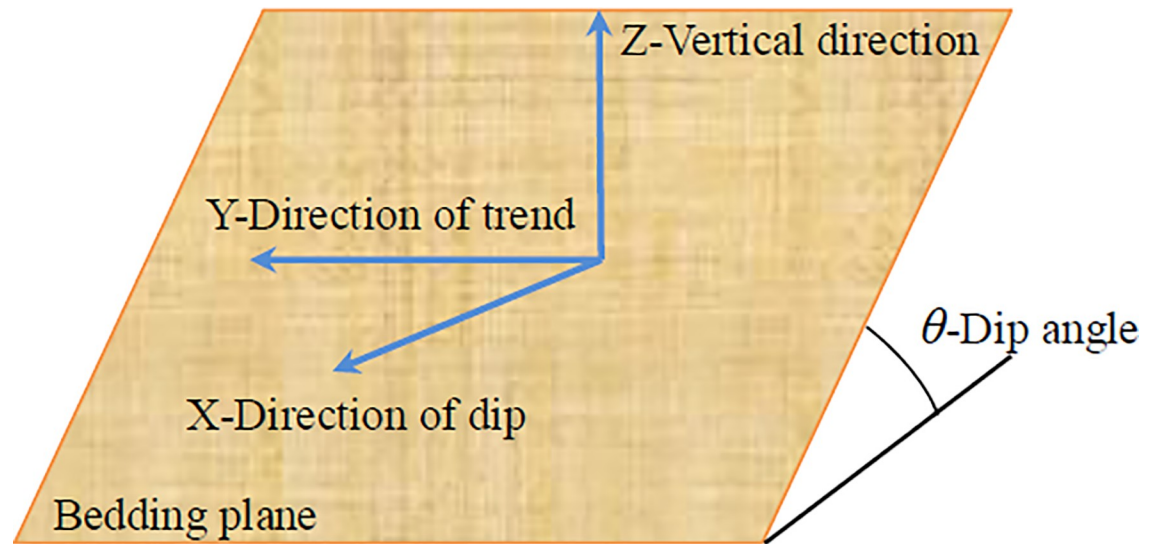 Z-Vertical direction
Y-Direction of trend
θ-Dip angle
X-Direction of dip
Bedding plane